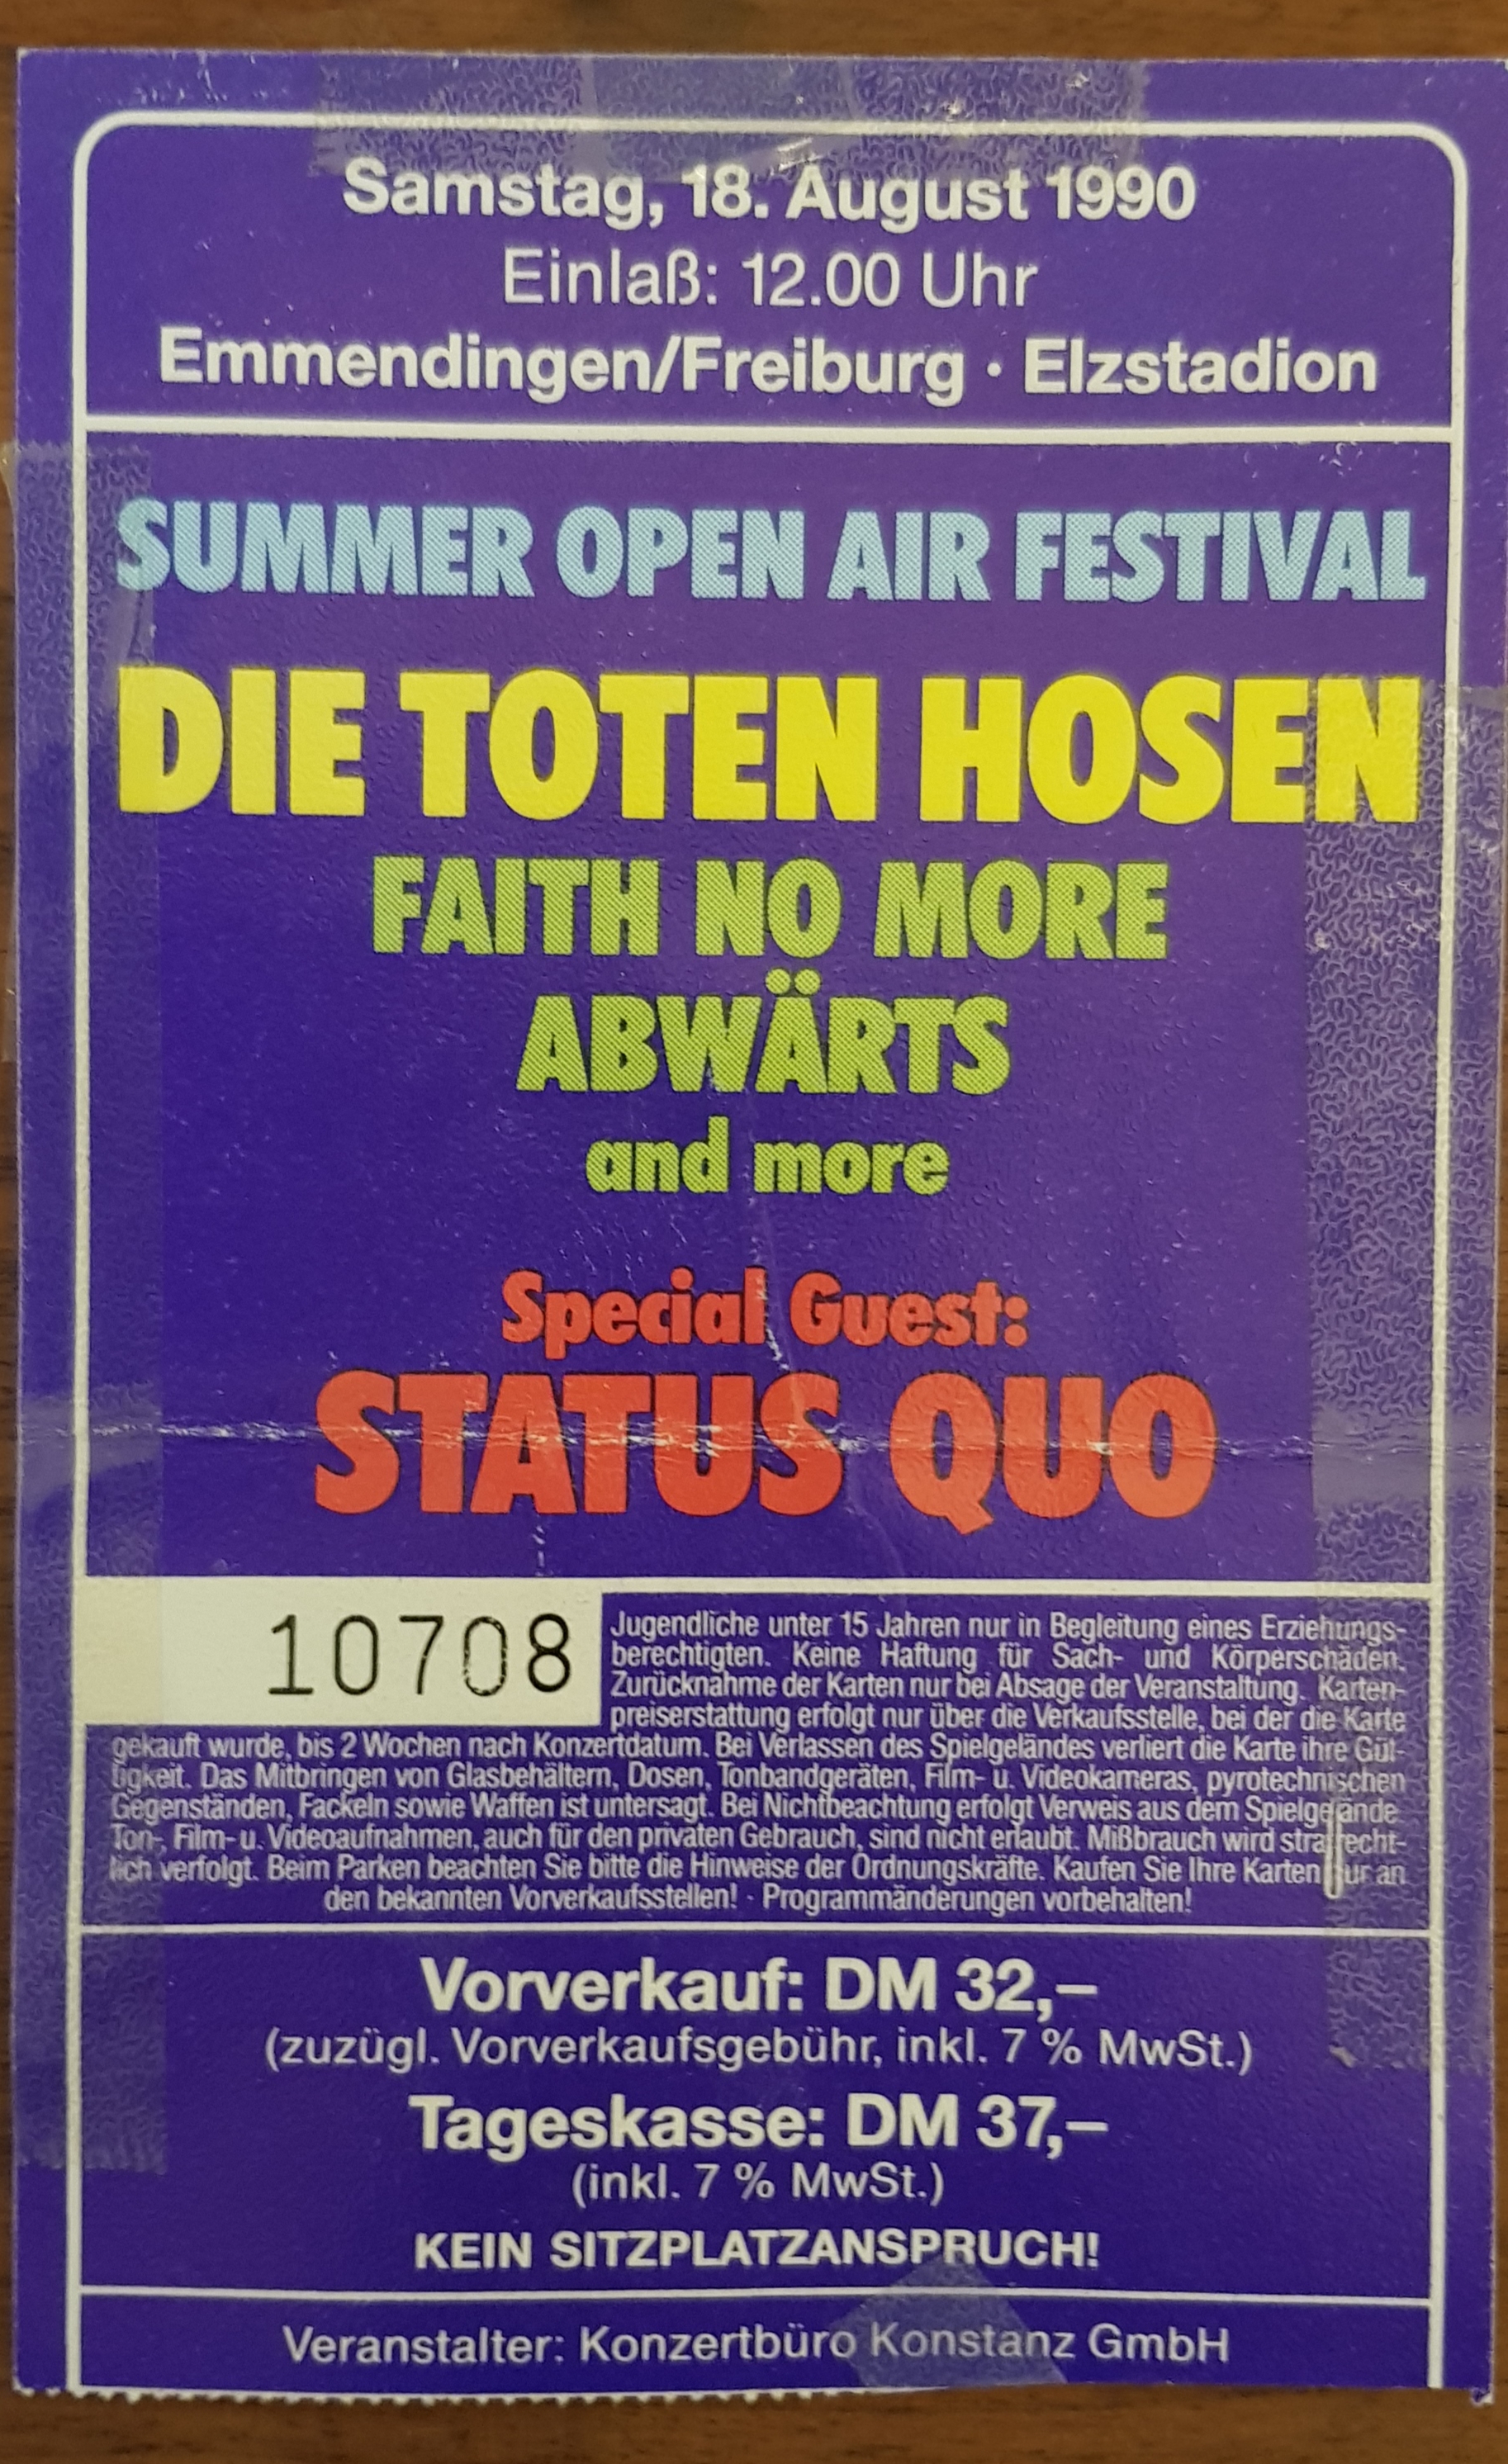 Samstag, 18. August 1990
Einlaß: 12.00 Uhr
Emmendingen/Freiburg · Elzstadion
SUMMER OPEN AIR FESTIVAL
DIE TOTEN HOSEN
FAITH NO MORE
ABWÄRTS
and more
Special Guest:
STATUS QUO
10708
Jugendliche unter 15 Jahren nur in Begleitung eines Erziehungs-
berechtigten. Keine Haftung für Sach- und Körperschäden.
Zurücknahme der Karten nur bei Absage der Veranstaltung. Karten-
preiserstattung erfolgt nur über die Verkaufsstelle, bei der die Karte
gekauft wurde, bis 2 Wochen nach Konzertdatum. Bei Verlassen des Spielgeländes verliert die Karte ihre Gül-
tigkeit. Das Mitbringen von Glasbehältern, Dosen, Tonbandgeräten, Film- u. Videokameras, pyrotechnischen
Gegenständen, Fackeln sowie Waffen ist untersagt. Bei Nichtbeachtung erfolgt Verweis aus dem Spielgelände.
Ton-, Film- u. Videoaufnahmen, auch für den privaten Gebrauch, sind nicht erlaubt. Mißbrauch wird strafrecht-
lich verfolgt. Beim Parken beachten Sie bitte die Hinweise der Ordnungskräfte. Kaufen Sie Ihre Karten nur an
den bekannten Vorverkaufsstellen! · Programmänderungen vorbehalten!
Vorverkauf: DM 32,–
(zuzügl. Vorverkaufsgebühr, inkl. 7 % MwSt.)
Tageskasse: DM 37,–
(inkl. 7 % MwSt.)
KEIN SITZPLATZANSPRUCH!
Veranstalter: Konzertbüro Konstanz GmbH